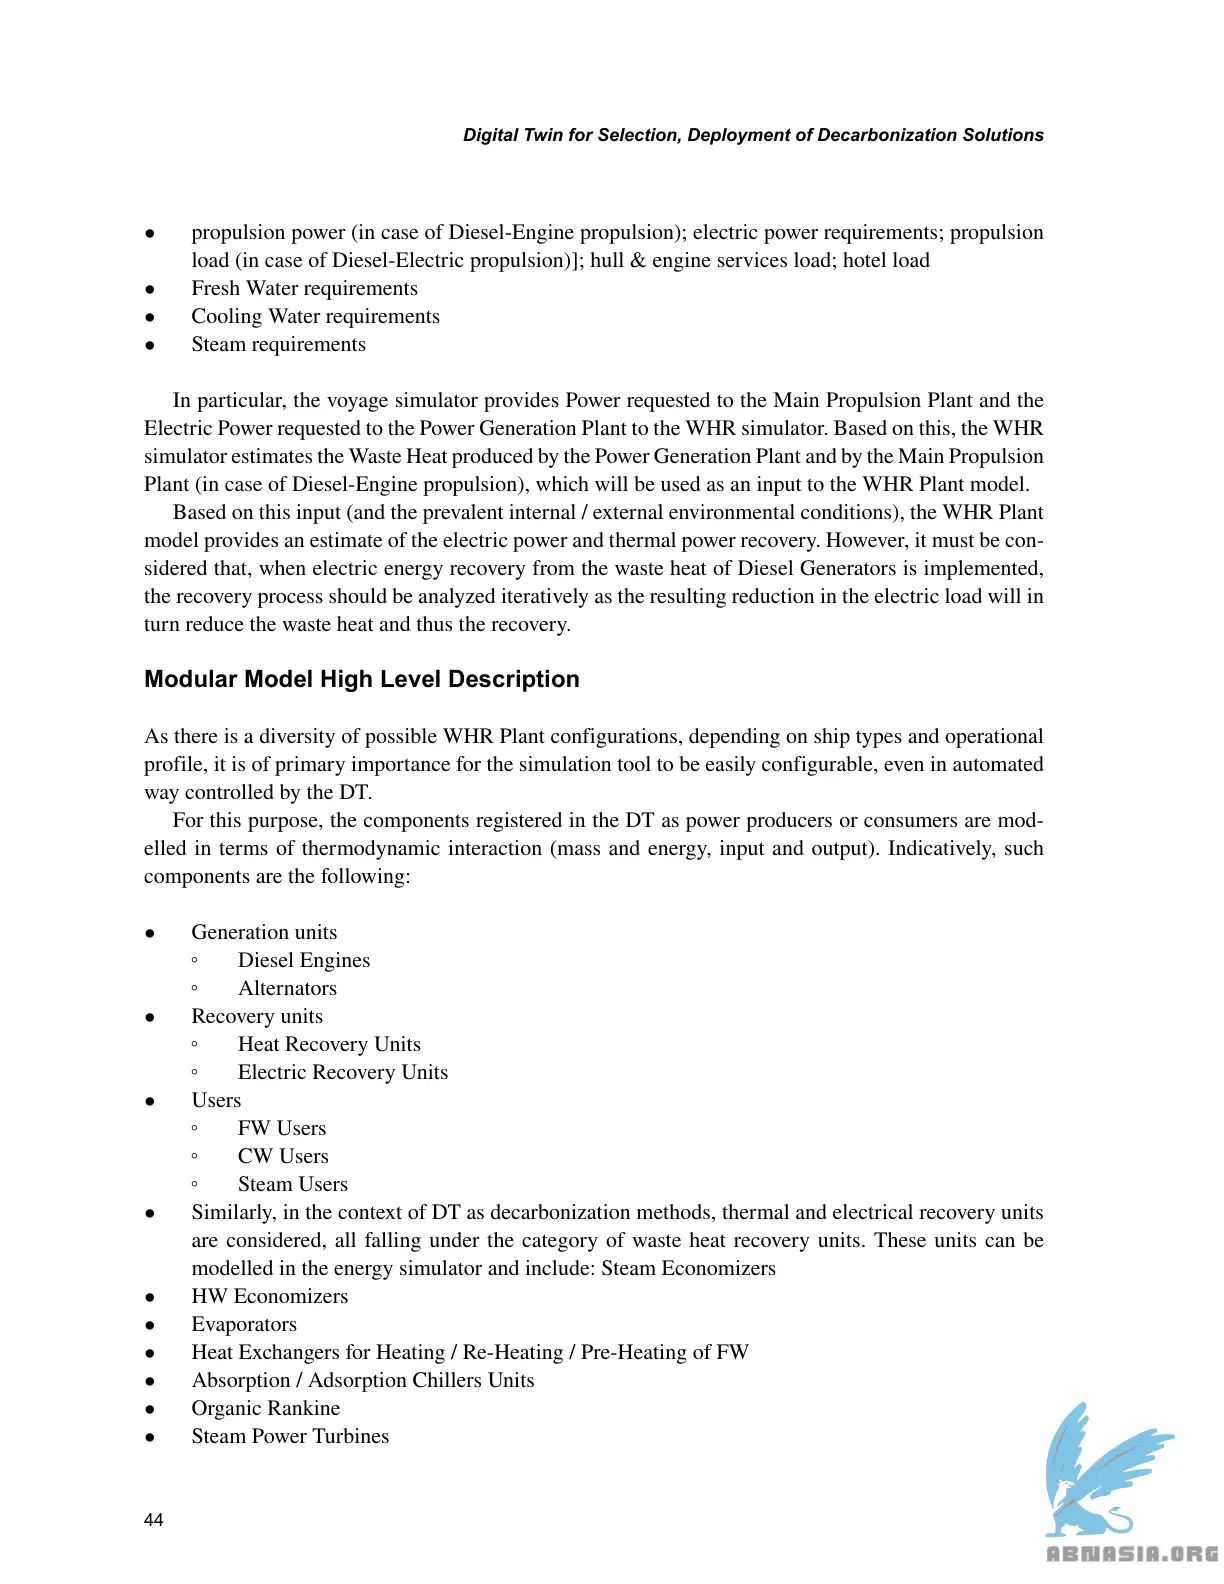 Digital Twin for Selection, Deployment of Decarbonization Solutions
● propulsion power (in case of Diesel-Engine propulsion); electric power requirements; propulsion
load (in case of Diesel-Electric propulsion)]; hull & engine services load; hotel load
● Fresh Water requirements
● Cooling Water requirements
● Steam requirements
In particular, the voyage simulator provides Power requested to the Main Propulsion Plant and the
Electric Power requested to the Power Generation Plant to the WHR simulator. Based on this, the WHR
simulator estimates the Waste Heat produced by the Power Generation Plant and by the Main Propulsion
Plant (in case of Diesel-Engine propulsion), which will be used as an input to the WHR Plant model.
Based on this input (and the prevalent internal / external environmental conditions), the WHR Plant
model provides an estimate of the electric power and thermal power recovery. However, it must be con-
sidered that, when electric energy recovery from the waste heat of Diesel Generators is implemented,
the recovery process should be analyzed iteratively as the resulting reduction in the electric load will in
turn reduce the waste heat and thus the recovery.
Modular Model High Level Description
As there is a diversity of possible WHR Plant configurations, depending on ship types and operational
profile, it is of primary importance for the simulation tool to be easily configurable, even in automated
way controlled by the DT.
For this purpose, the components registered in the DT as power producers or consumers are mod-
elled in terms of thermodynamic interaction (mass and energy, input and output). Indicatively, such
components are the following:
● Generation units
○ Diesel Engines
○ Alternators
● Recovery units
○ Heat Recovery Units
○ Electric Recovery Units
● Users
○ FW Users
○ CW Users
○ Steam Users
● Similarly, in the context of DT as decarbonization methods, thermal and electrical recovery units
are considered, all falling under the category of waste heat recovery units. These units can be
modelled in the energy simulator and include: Steam Economizers
● HW Economizers
● Evaporators
● Heat Exchangers for Heating / Re-Heating / Pre-Heating of FW
● Absorption / Adsorption Chillers Units
● Organic Rankine
● Steam Power Turbines
44
ABNASIA.ORG